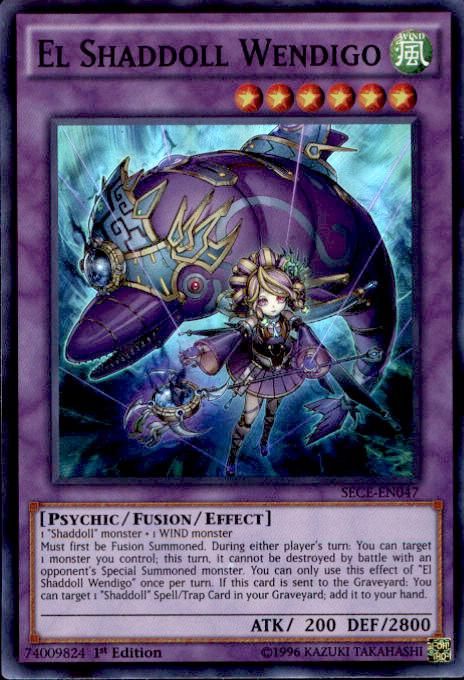 El Shaddoll Wendigo
WIND
風
SECE-EN047
[Psychic/Fusion/Effect]
1 "Shaddoll" monster + 1 WIND monster
Must first be Fusion Summoned. During either player's turn: You can target
1 monster you control; this turn, it cannot be destroyed by battle with an
opponent's Special Summoned monster. You can only use this effect of "El
Shaddoll Wendigo" once per turn. If this card is sent to the Graveyard: You
can target 1 "Shaddoll" Spell/Trap Card in your Graveyard; add it to your hand.
ATK/ 200 DEF/2800
74009824 1st Edition ©1996 KAZUKI TAKAHASHI